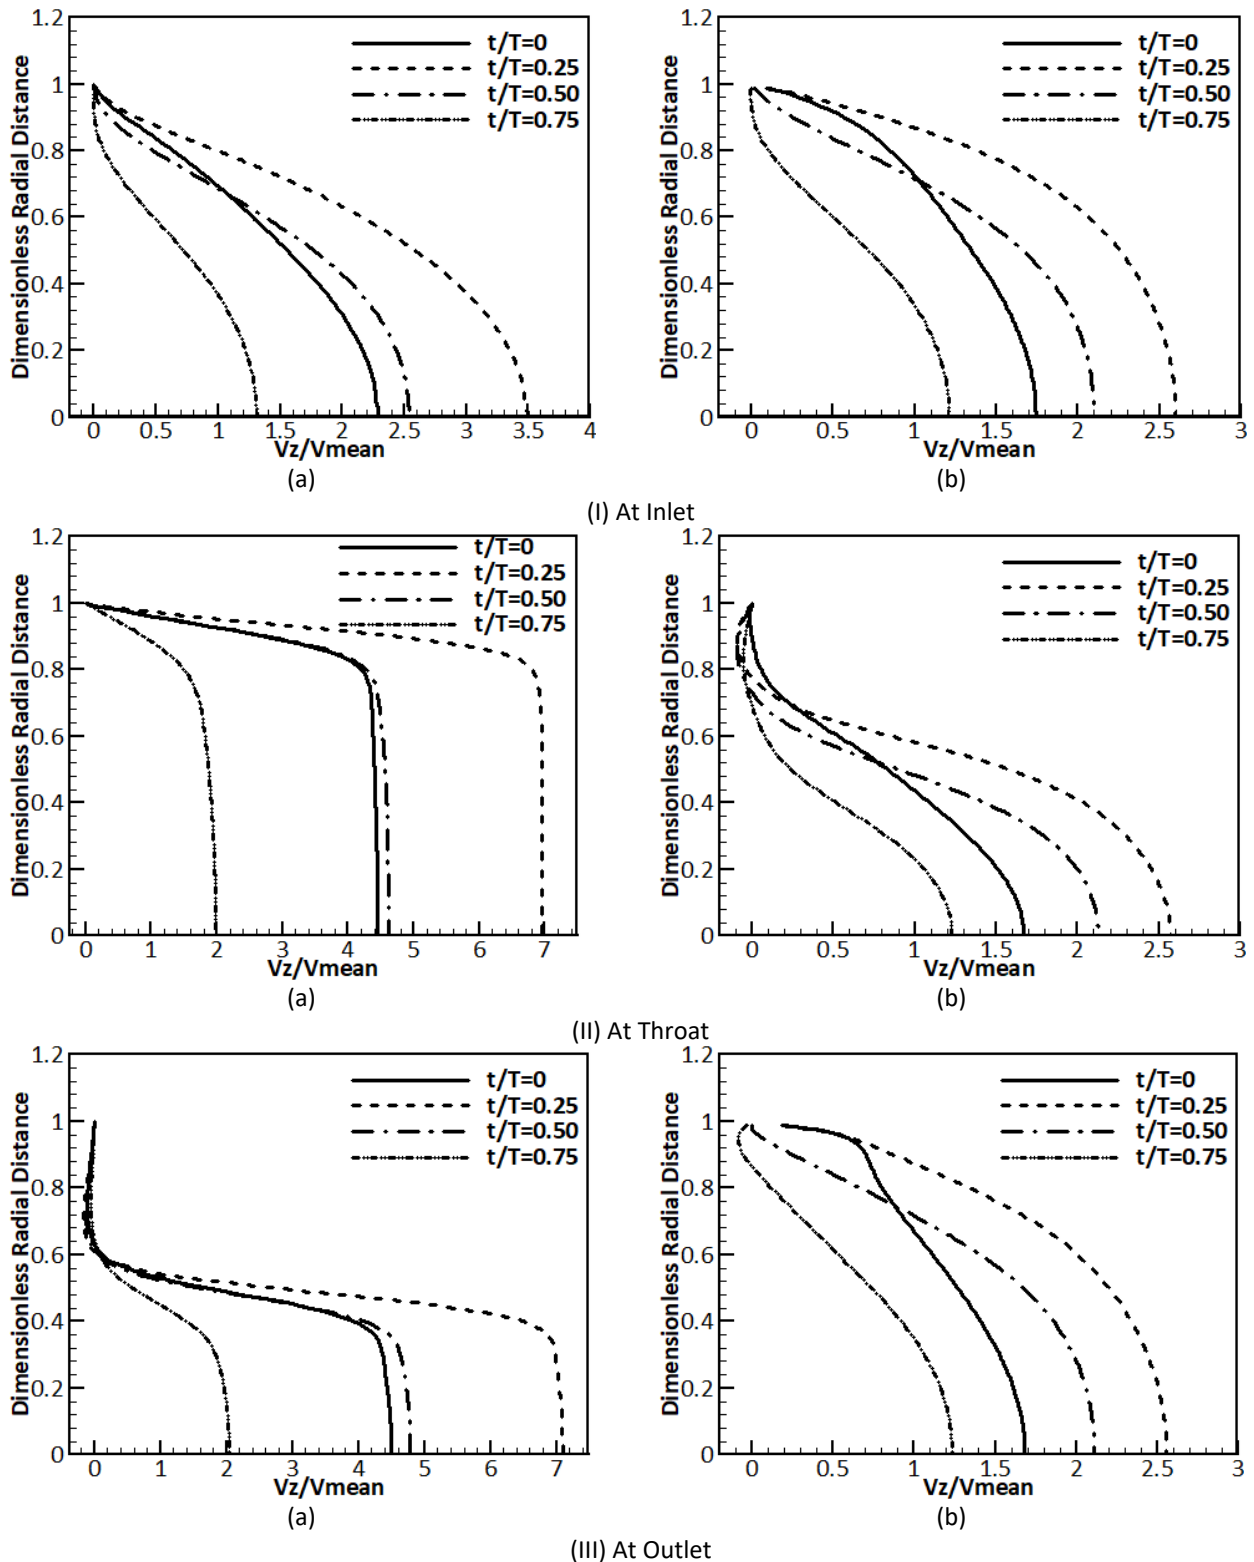 1.2
1
0.8
0.6
0.4
0.2
0
Dimensionless Radial Distance
t/T=0
t/T=0.25
t/T=0.50
t/T=0.75
0 0.5 1 1.5 2 2.5 3 3.5 4
Vz/Vmean
(a)
1.2
1
0.8
0.6
0.4
0.2
0
Dimensionless Radial Distance
t/T=0
t/T=0.25
t/T=0.50
t/T=0.75
0 0.5 1 1.5 2 2.5 3
Vz/Vmean
(b)
(I) At Inlet
1.2
1
0.8
0.6
0.4
0.2
0
Dimensionless Radial Distance
t/T=0
t/T=0.25
t/T=0.50
t/T=0.75
0 1 2 3 4 5 6 7
Vz/Vmean
(a)
1.2
1
0.8
0.6
0.4
0.2
0
Dimensionless Radial Distance
t/T=0
t/T=0.25
t/T=0.50
t/T=0.75
0 0.5 1 1.5 2 2.5 3
Vz/Vmean
(b)
(II) At Throat
1.2
1
0.8
0.6
0.4
0.2
0
Dimensionless Radial Distance
t/T=0
t/T=0.25
t/T=0.50
t/T=0.75
0 1 2 3 4 5 6 7
Vz/Vmean
(a)
1.2
1
0.8
0.6
0.4
0.2
0
Dimensionless Radial Distance
t/T=0
t/T=0.25
t/T=0.50
t/T=0.75
0 0.5 1 1.5 2 2.5 3
Vz/Vmean
(b)
(III) At Outlet